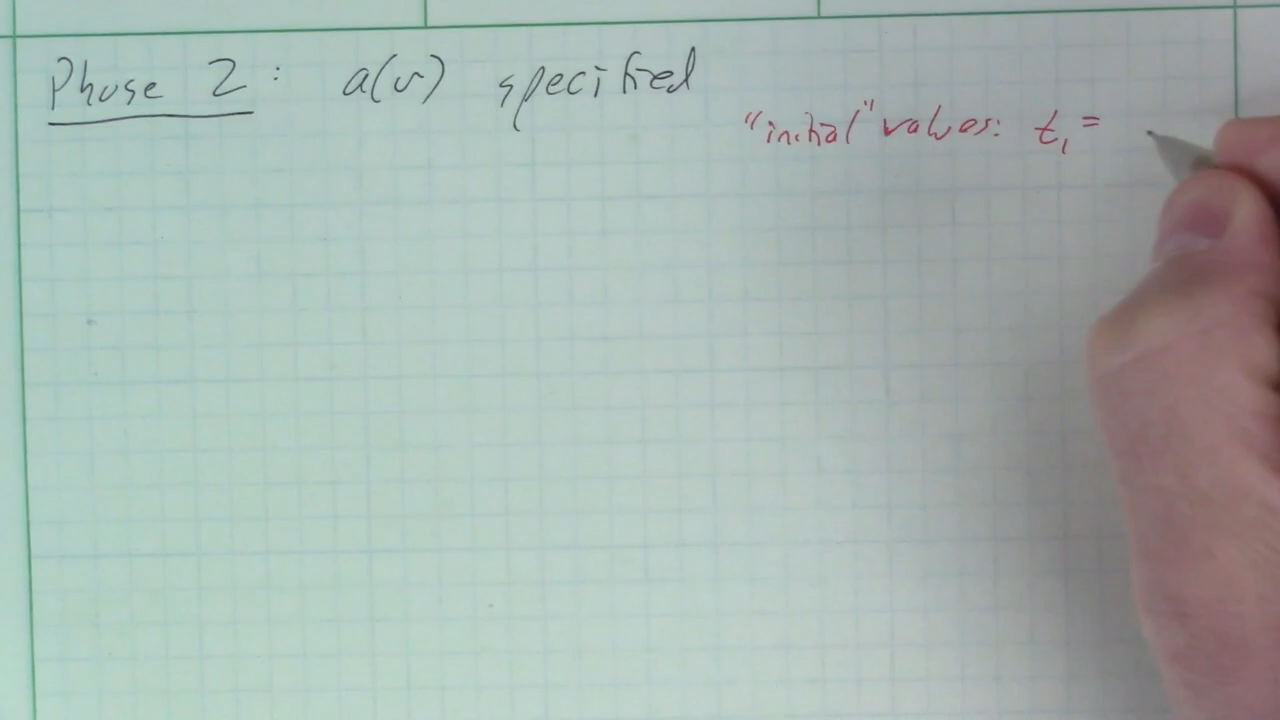 Phase 2: a(v) specified
"initial" values: t₁ =